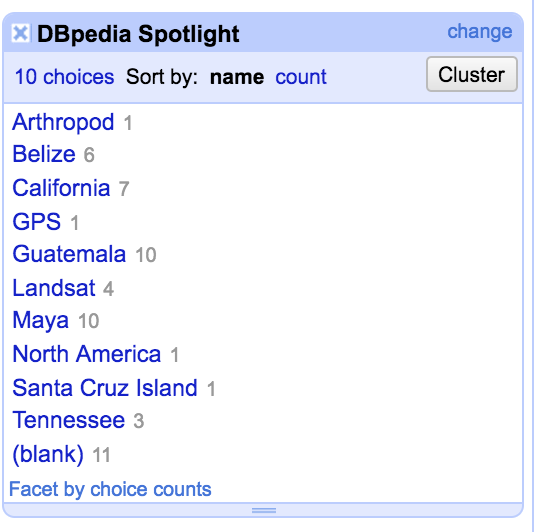 DBpedia Spotlight change
10 choices Sort by: name count Cluster
Arthropod 1
Belize 6
California 7
GPS 1
Guatemala 10
Landsat 4
Maya 10
North America 1
Santa Cruz Island 1
Tennessee 3
(blank) 11
Facet by choice counts